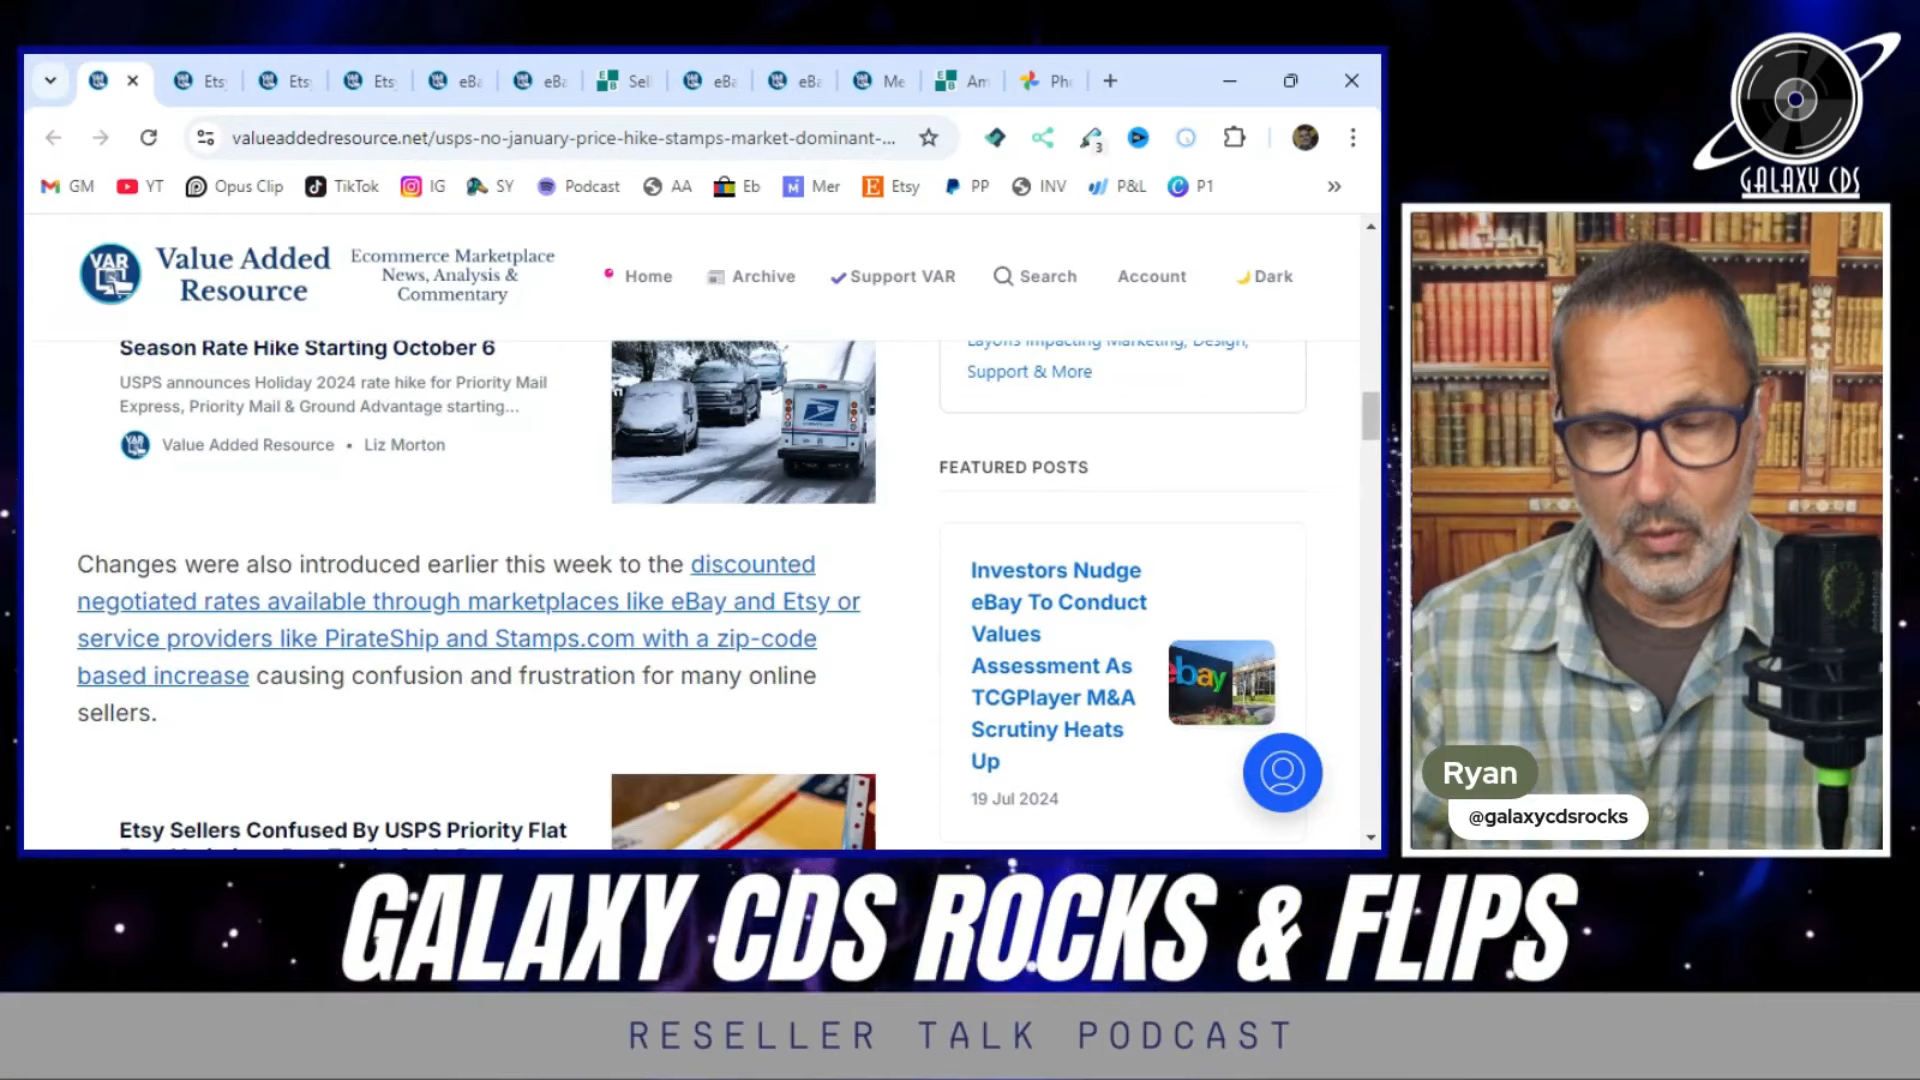 Ets
Ets
Ets
eBa
eBa
Sel
eBa
eBa
Me
Am
Pho
valueaddedresource.net/usps-no-january-price-hike-stamps-market-dominant-...
3
GM
YT
Opus Clip
TikTok
IG
SY
Podcast
AA
Eb
Mer
Etsy
PP
INV
P&L
P1
VAR
Value Added
Resource
Ecommerce Marketplace
News, Analysis &
Commentary
Home
Archive
Support VAR
Search
Account
Dark
Season Rate Hike Starting October 6
USPS announces Holiday 2024 rate hike for Priority Mail
Express, Priority Mail & Ground Advantage starting...
Value Added Resource • Liz Morton
Layoffs Impacting Marketing, Design,
Support & More
FEATURED POSTS
Changes were also introduced earlier this week to the discounted
negotiated rates available through marketplaces like eBay and Etsy or
service providers like PirateShip and Stamps.com with a zip-code
based increase causing confusion and frustration for many online
sellers.
Investors Nudge
eBay To Conduct
Values
Assessment As
TCGPlayer M&A
Scrutiny Heats
Up
19 Jul 2024
ebay
Etsy Sellers Confused By USPS Priority Flat
GALAXY CDS
Ryan
@galaxycdsrocks
GALAXY CDS ROCKS & FLIPS
RESELLER TALK PODCAST